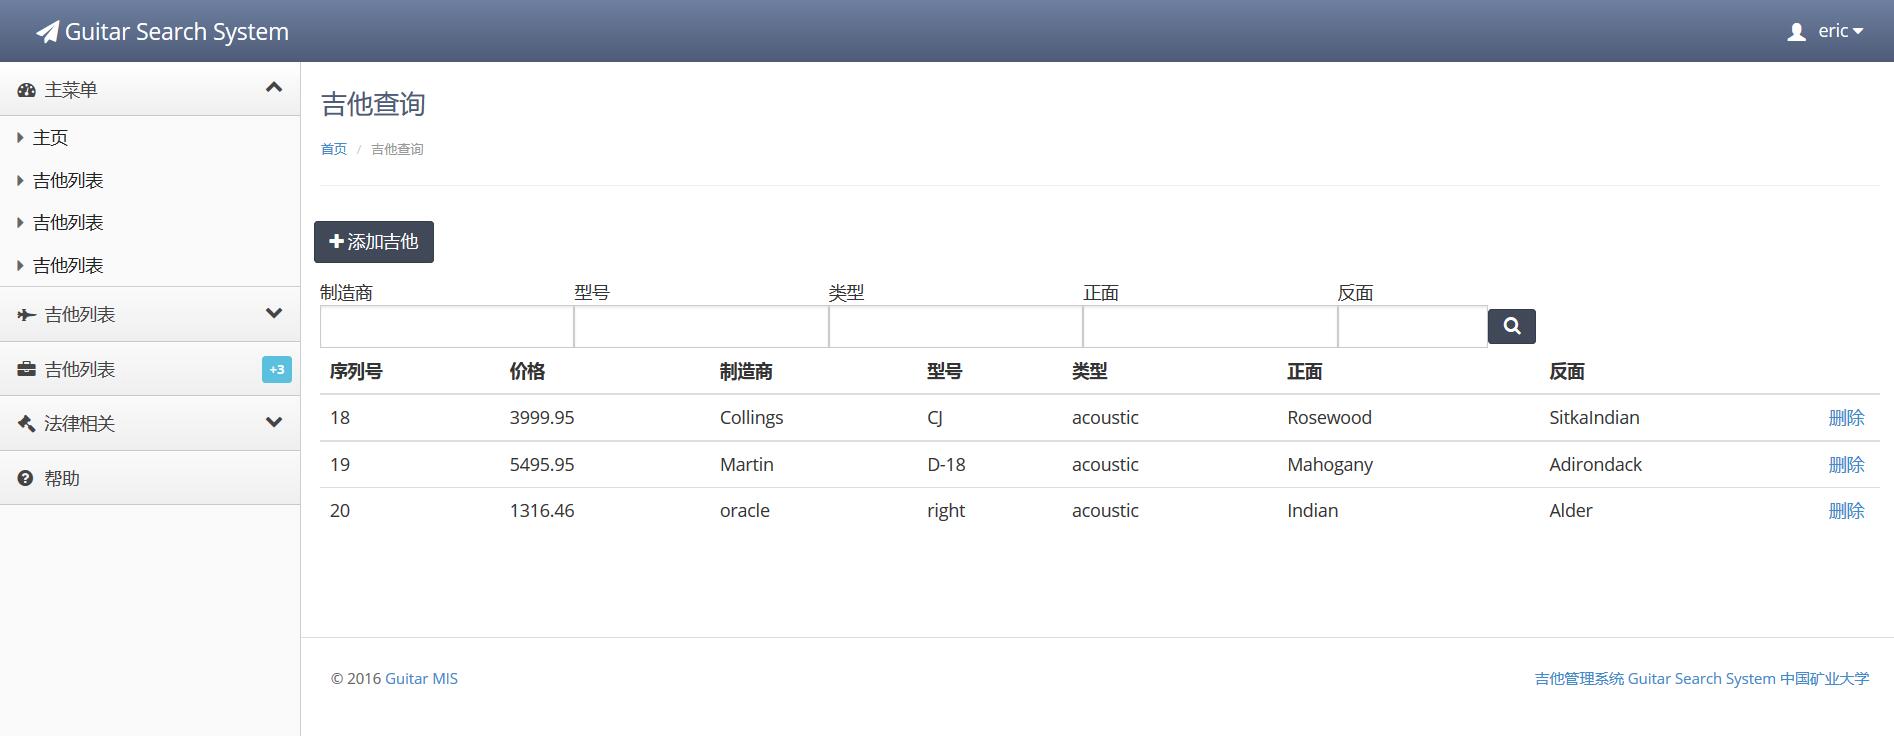 Guitar Search System
eric
主菜单
主页
吉他列表
吉他列表
吉他列表
吉他列表
吉他列表 +3
法律相关
帮助
吉他查询
首页 / 吉他查询
添加吉他
制造商 型号 类型 正面 反面
序列号 价格 制造商 型号 类型 正面 反面
18 3999.95 Collings CJ acoustic Rosewood SitkaIndian 删除
19 5495.95 Martin D-18 acoustic Mahogany Adirondack 删除
20 1316.46 oracle right acoustic Indian Alder 删除
© 2016 Guitar MIS
吉他管理系统 Guitar Search System 中国矿业大学